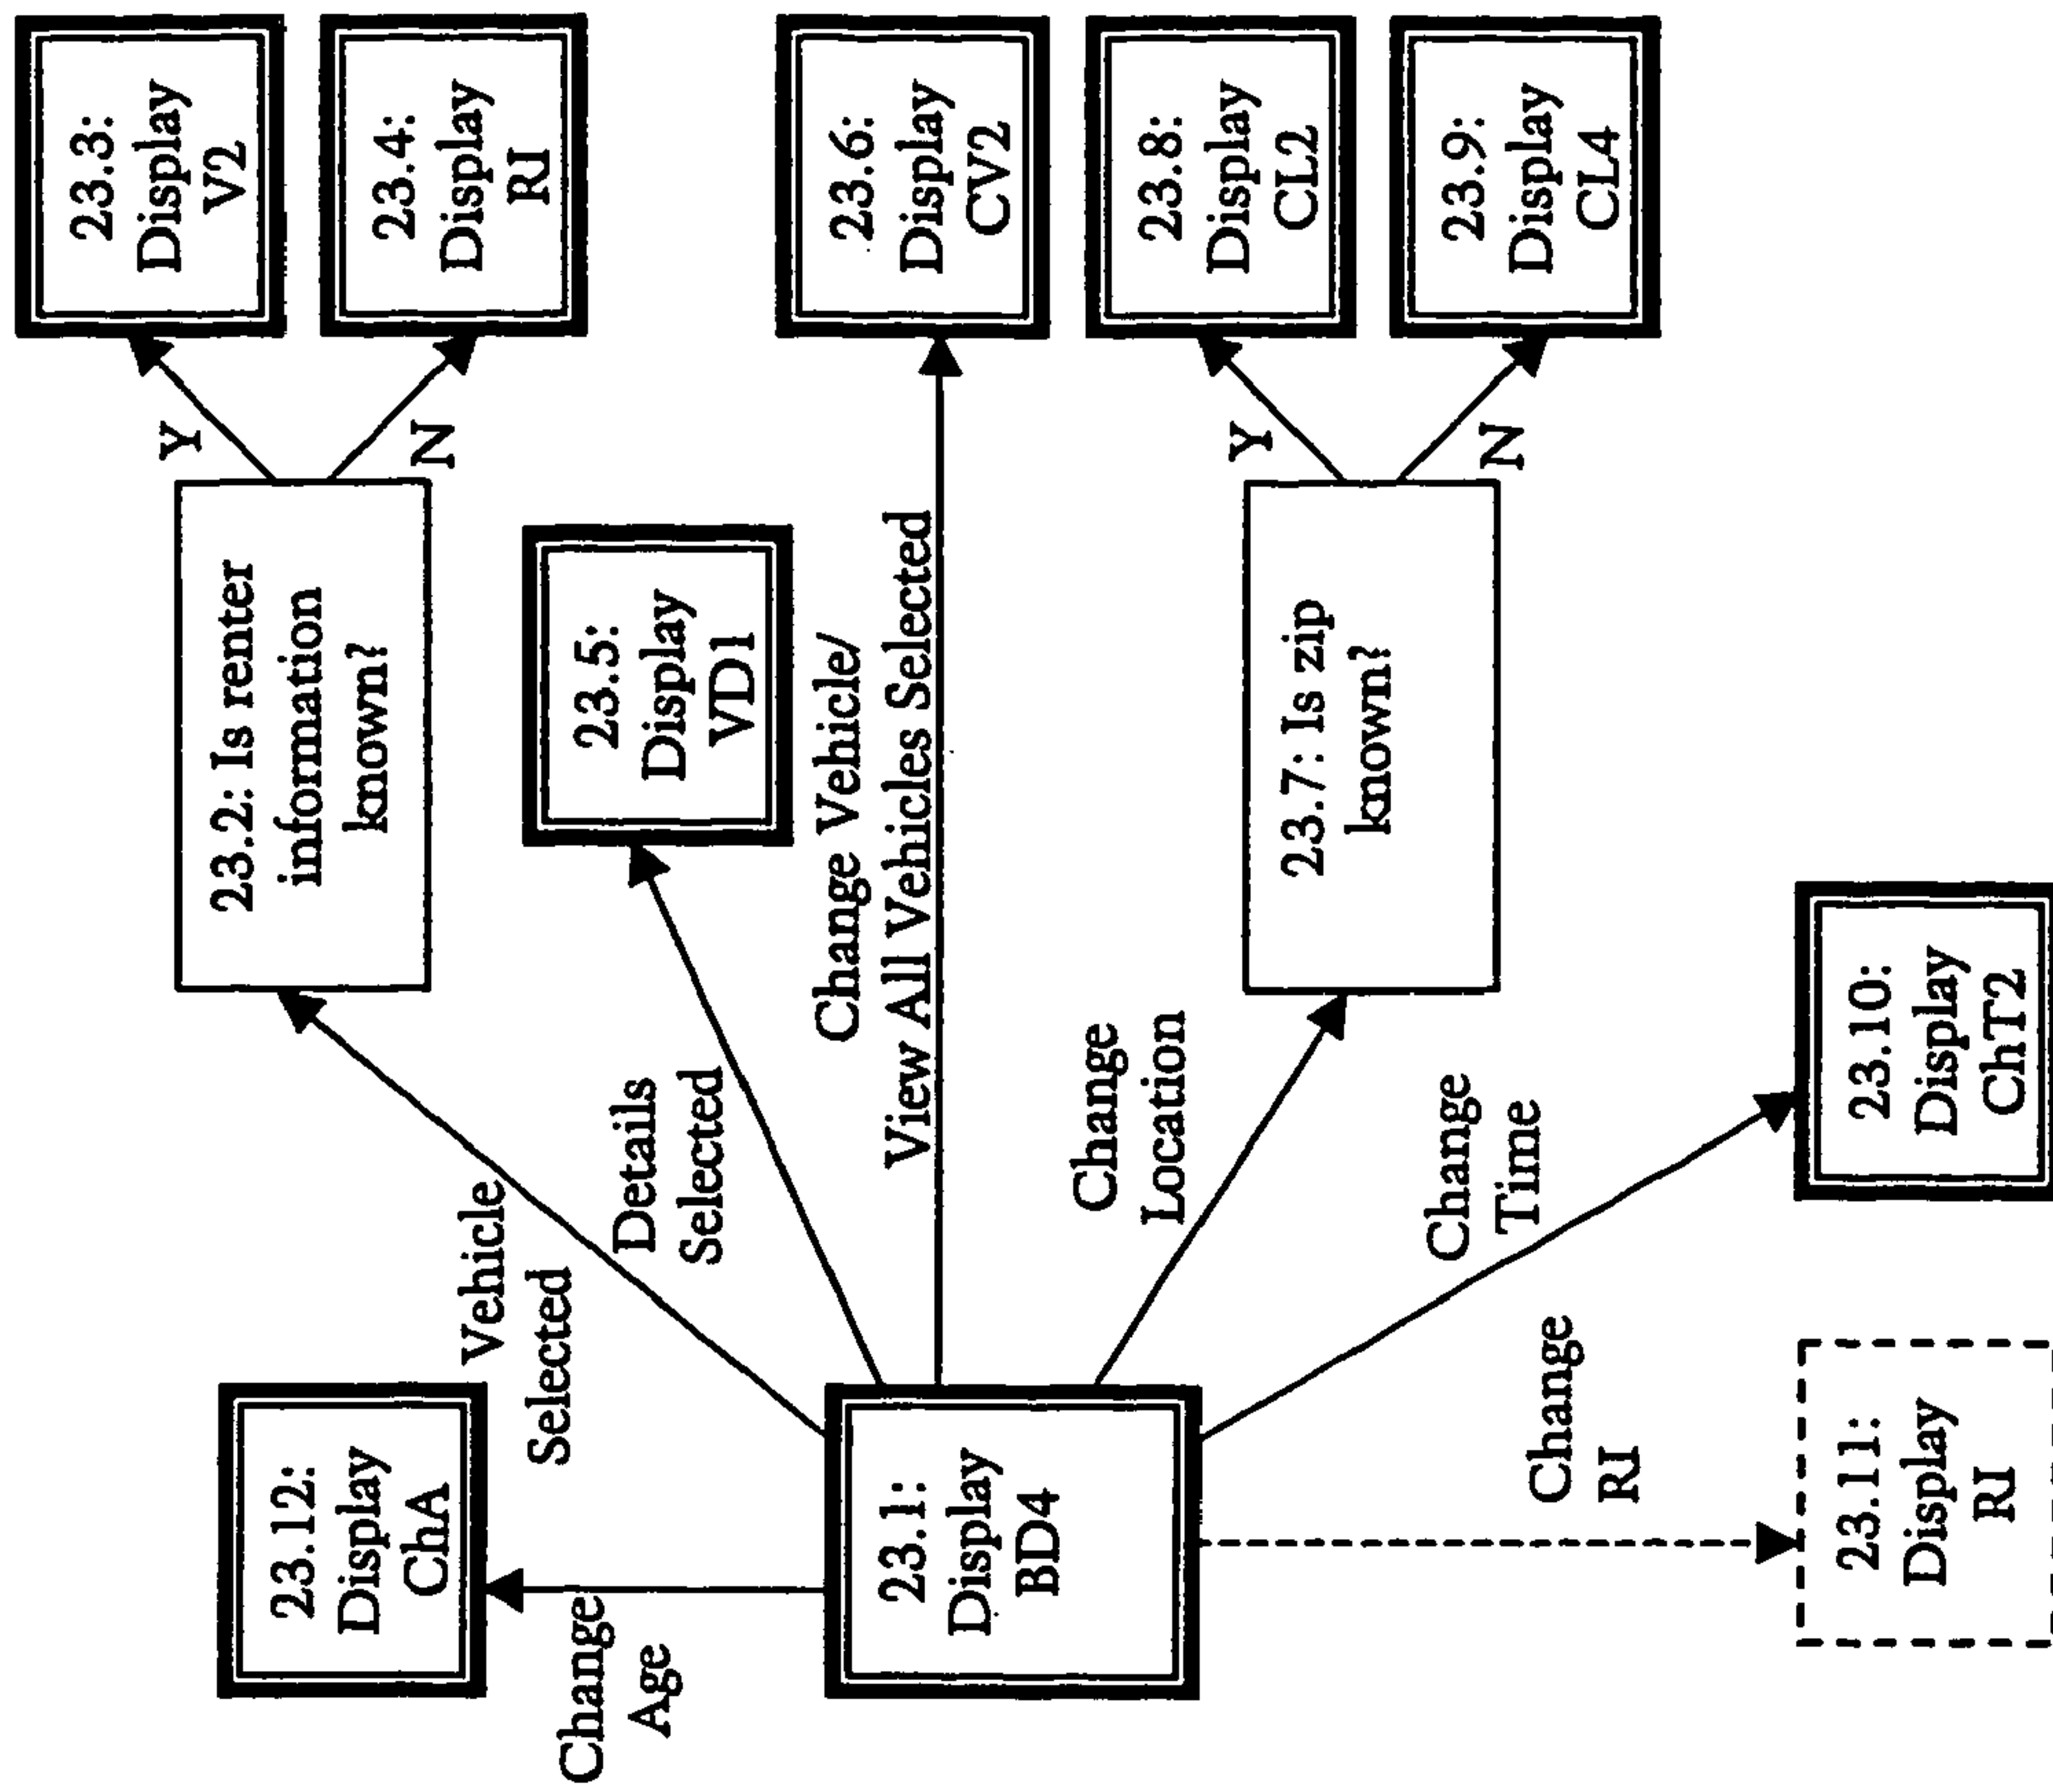 23.12:
Display
ChA
Change
Age
Vehicle
Selected
23.2: Is renter
information
known?
Y
N
23.3:
Display
V2
23.4:
Display
RI
Details
Selected
23.5:
Display
VD1
23.1:
Display
BD4
Change Vehicle/
View All Vehicles Selected
23.6:
Display
CV2
Change
Location
23.7: Is zip
known?
Y
N
23.8:
Display
CL2
23.9:
Display
CL4
Change
Time
23.10:
Display
ChT2
Change
RI
23.11:
Display
RI